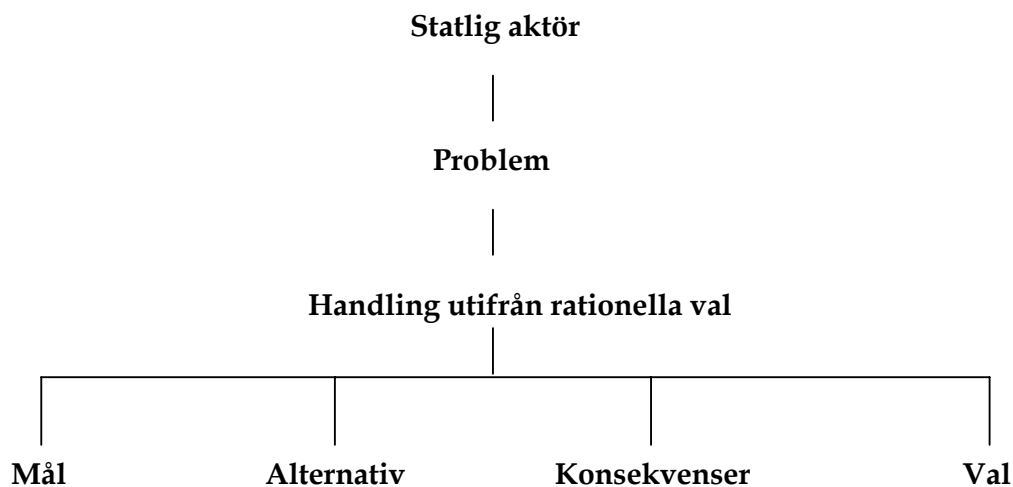 Statlig aktör
Problem
Handling utifrån rationella val
Mål Alternativ Konsekvenser Val